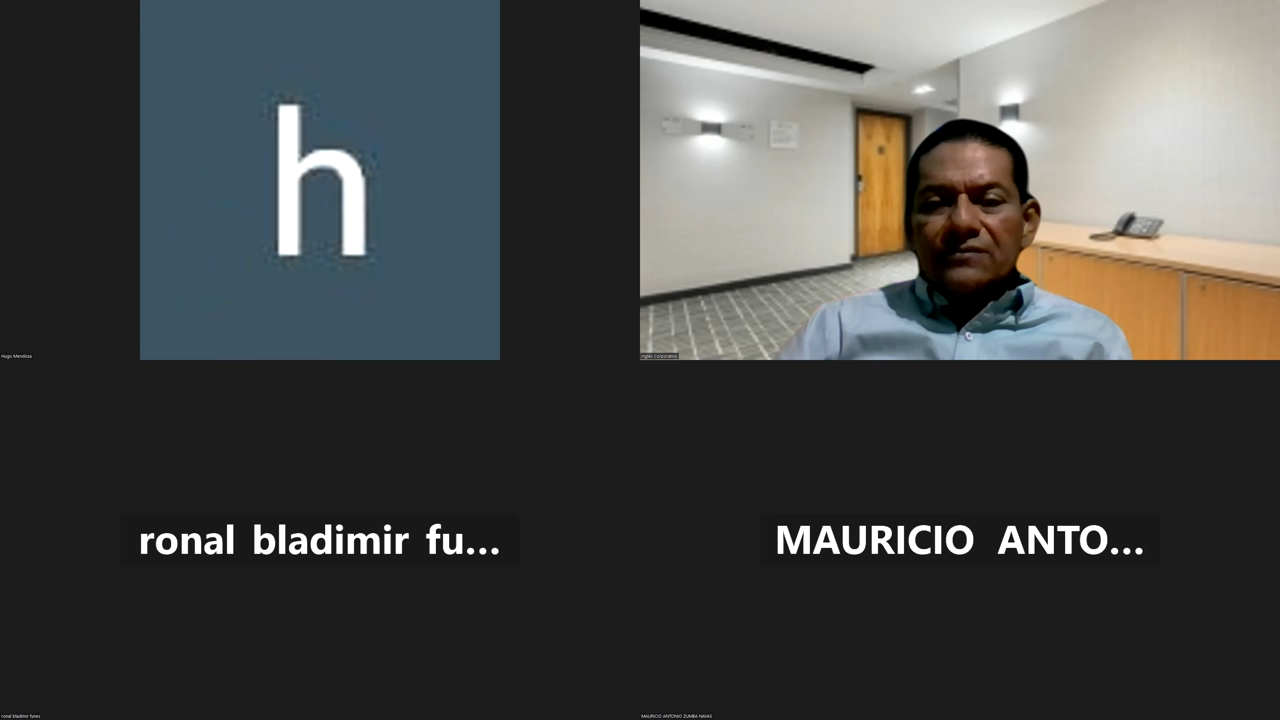 h
Hugo Mendoza
Inglés Corporativo
ronal bladimir fu...
MAURICIO ANTO...
ronal bladimir funes
MAURICIO ANTONIO ZUMBA NAVAS